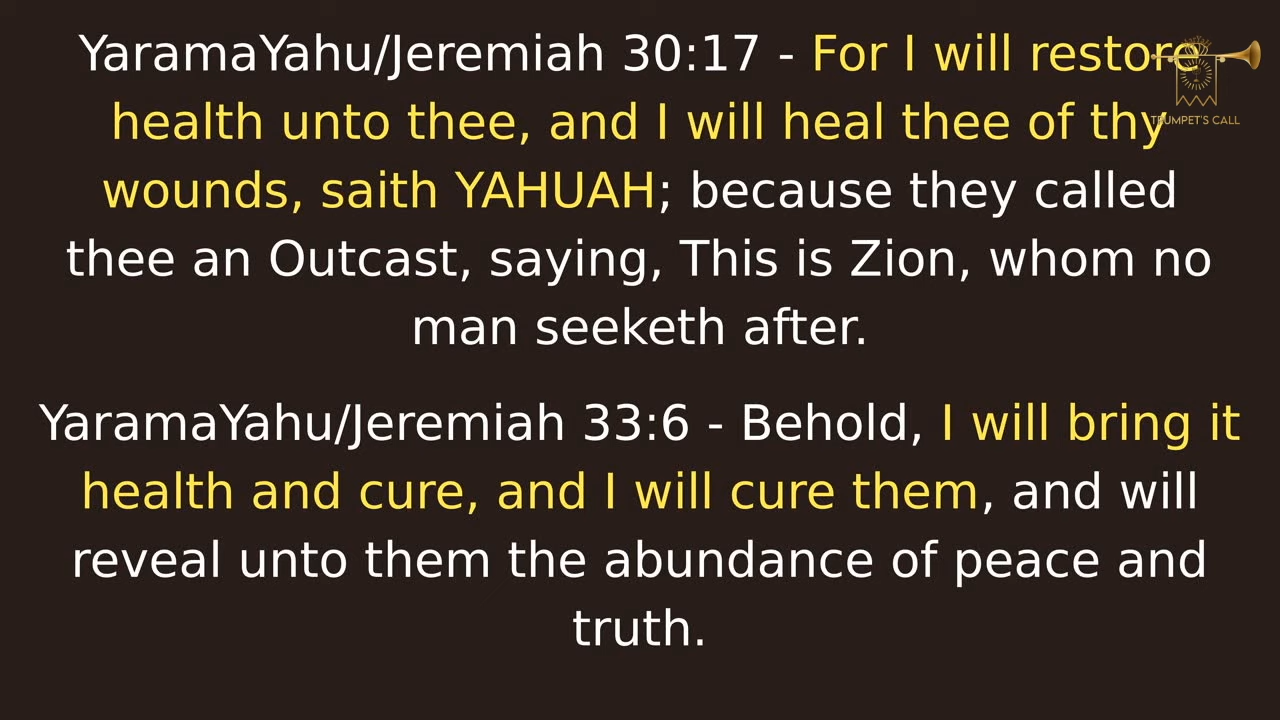 YaramaYahu/Jeremiah 30:17 - For I will restore
health unto thee, and I will heal thee of thy
wounds, saith YAHUAH; because they called
thee an Outcast, saying, This is Zion, whom no
man seeketh after.
YaramaYahu/Jeremiah 33:6 - Behold, I will bring it
health and cure, and I will cure them, and will
reveal unto them the abundance of peace and
truth.
TRUMPET'S CALL